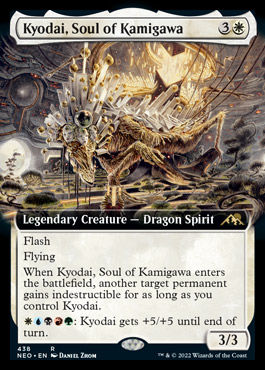 Kyodai, Soul of Kamigawa 3
Legendary Creature — Dragon Spirit
Flash
Flying
When Kyodai, Soul of Kamigawa enters
the battlefield, another target permanent
gains indestructible for as long as you
control Kyodai.
: Kyodai gets +5/+5 until end of
turn.
3/3
438 R
NEO • EN DANIEL ZROM
™ & © 2022 Wizards of the Coast